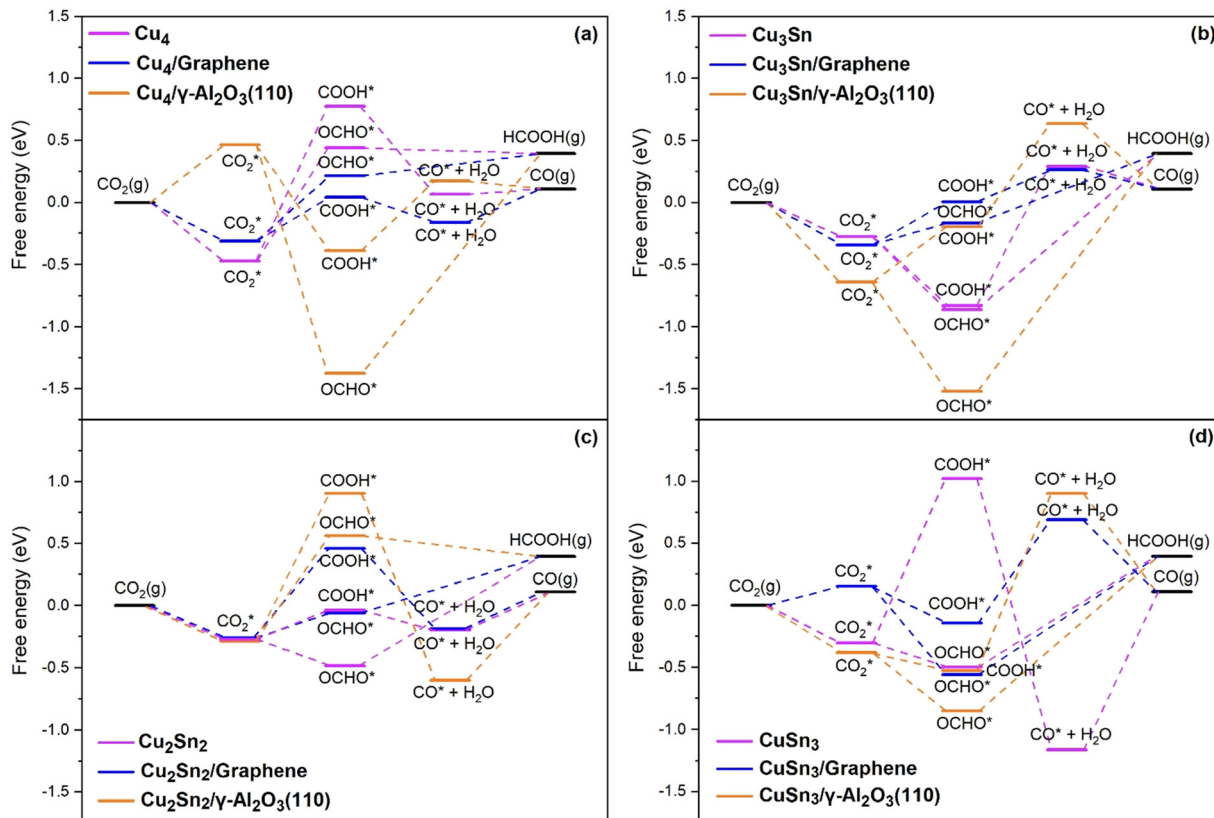 1.5
1.0
0.5
0.0
-0.5
-1.0
-1.5
Free energy (eV)
(a)
Cu₄
Cu₄/Graphene
Cu₄/γ-Al₂O₃(110)
CO₂(g)
CO₂*
CO₂*
CO₂*
COOH*
OCHO*
OCHO*
COOH*
COOH*
OCHO*
CO* + H₂O
CO* + H₂O
CO* + H₂O
HCOOH(g)
CO(g)
1.5
1.0
0.5
0.0
-0.5
-1.0
-1.5
Free energy (eV)
(b)
Cu₃Sn
Cu₃Sn/Graphene
Cu₃Sn/γ-Al₂O₃(110)
CO₂(g)
CO₂*
CO₂*
CO₂*
COOH*
OCHO*
COOH*
COOH*
OCHO*
OCHO*
CO* + H₂O
CO* + H₂O
CO* + H₂O
HCOOH(g)
CO(g)
1.0
0.5
0.0
-0.5
-1.0
-1.5
Free energy (eV)
(c)
CO₂(g)
CO₂*
COOH*
OCHO*
COOH*
COOH*
OCHO*
OCHO*
CO* + H₂O
CO* + H₂O
CO* + H₂O
HCOOH(g)
CO(g)
Cu₂Sn₂
Cu₂Sn₂/Graphene
Cu₂Sn₂/γ-Al₂O₃(110)
1.0
0.5
0.0
-0.5
-1.0
-1.5
Free energy (eV)
(d)
CO₂(g)
CO₂*
CO₂*
CO₂*
COOH*
COOH*
OCHO*
COOH*
OCHO*
OCHO*
CO* + H₂O
CO* + H₂O
CO* + H₂O
HCOOH(g)
CO(g)
CuSn₃
CuSn₃/Graphene
CuSn₃/γ-Al₂O₃(110)